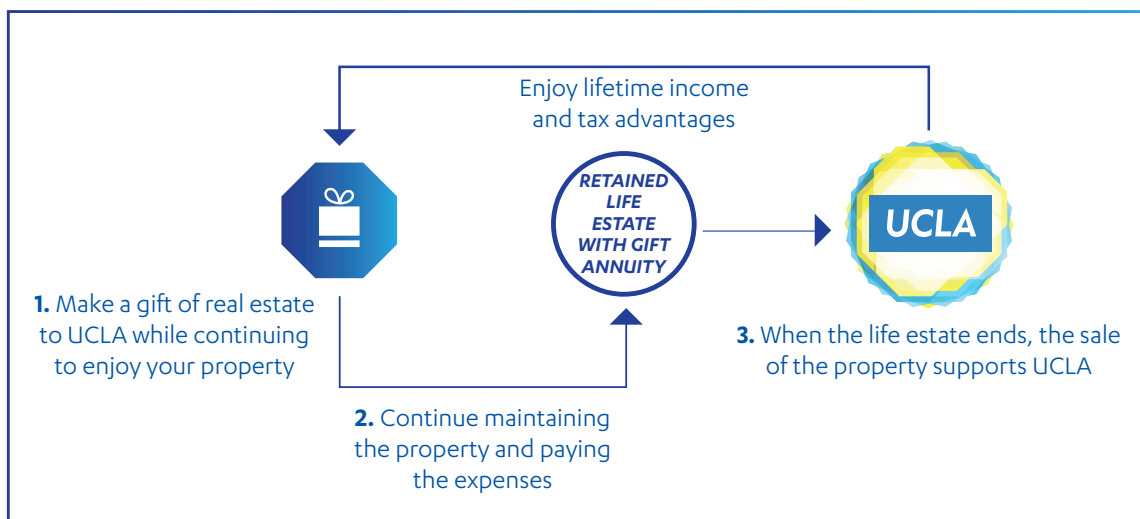 Enjoy lifetime income
and tax advantages
RETAINED
LIFE
ESTATE
WITH GIFT
ANNUITY
UCLA
1. Make a gift of real estate
to UCLA while continuing
to enjoy your property
2. Continue maintaining
the property and paying
the expenses
3. When the life estate ends, the sale
of the property supports UCLA